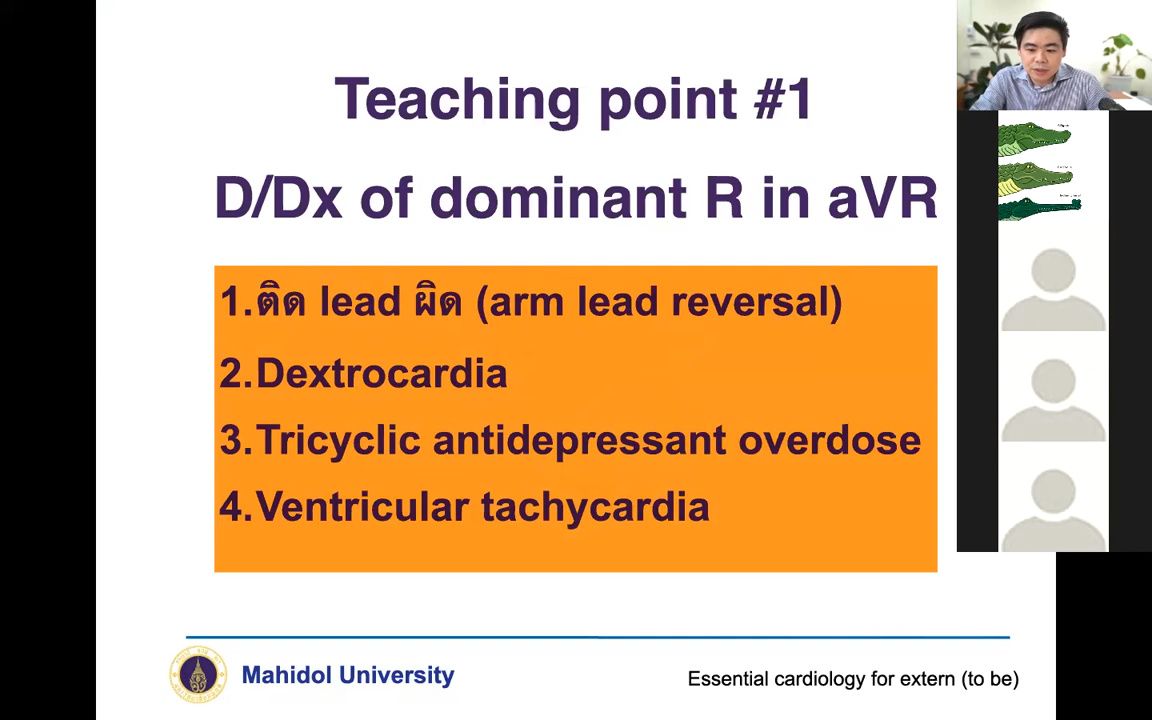 Teaching point #1
D/Dx of dominant R in aVR
1.ติด lead ผิด (arm lead reversal)
2.Dextrocardia
3.Tricyclic antidepressant overdose
4.Ventricular tachycardia
Mahidol University
Essential cardiology for extern (to be)